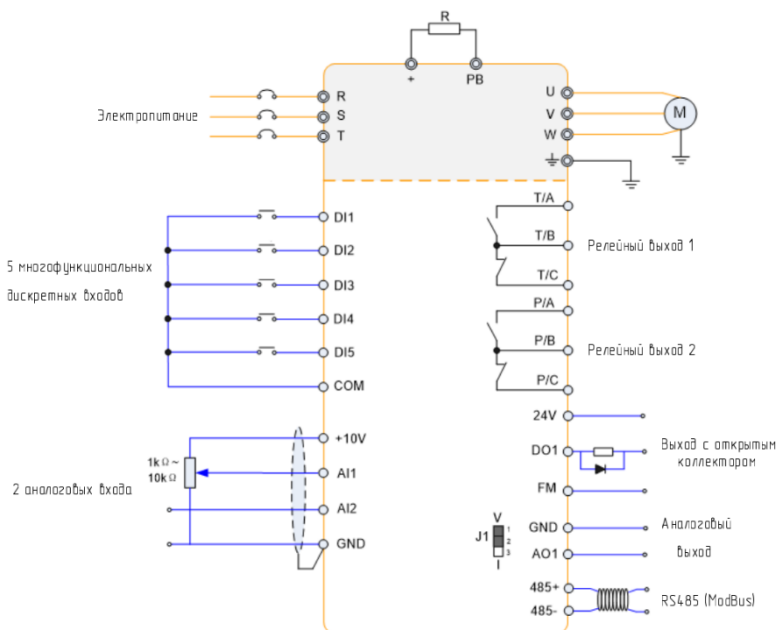 R
+
PB
Электропитание
R
S
T
U
V
W
M
5 многофункциональных
дискретных входов
DI1
DI2
DI3
DI4
DI5
COM
T/A
T/B
T/C
Релейный выход 1
P/A
P/B
P/C
Релейный выход 2
2 аналоговых входа
1kΩ~
10kΩ
+10V
AI1
AI2
GND
24V
DO1
Выход с открытым
коллектором
FM
V
J1
1
2
3
I
GND
AO1
Аналоговый
выход
485+
485-
RS485 (ModBus)